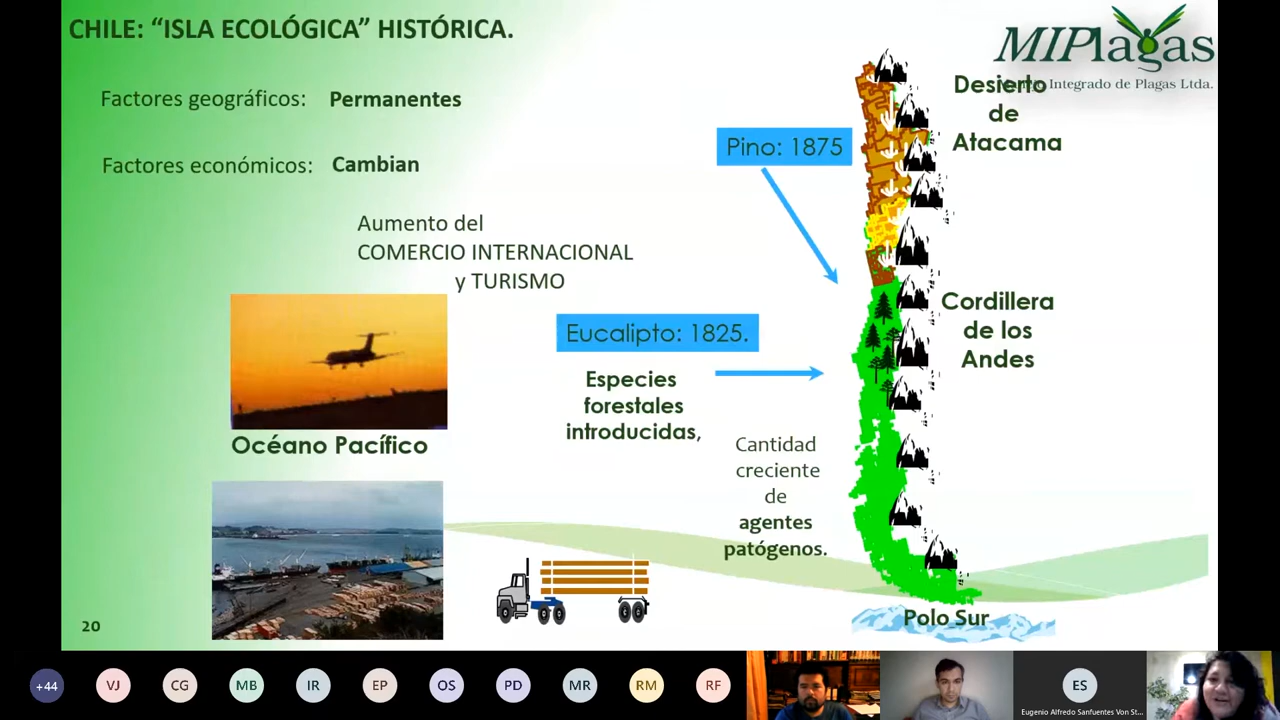 CHILE: “ISLA ECOLÓGICA” HISTÓRICA.
MIPlagas
Integrado de Plagas Ltda.
Factores geográficos: Permanentes
Factores económicos: Cambian
Aumento del
COMERCIO INTERNACIONAL
y TURISMO
Pino: 1875
Desierto
de
Atacama
Eucalipto: 1825.
Especies
forestales
introducidas,
Cordillera
de los
Andes
Océano Pacífico
Cantidad
creciente
de
agentes
patógenos.
Polo Sur
20
+44
VJ
CG
MB
IR
EP
OS
PD
MR
RM
RF
ES
Eugenio Alfredo Sanfuentes Von St...